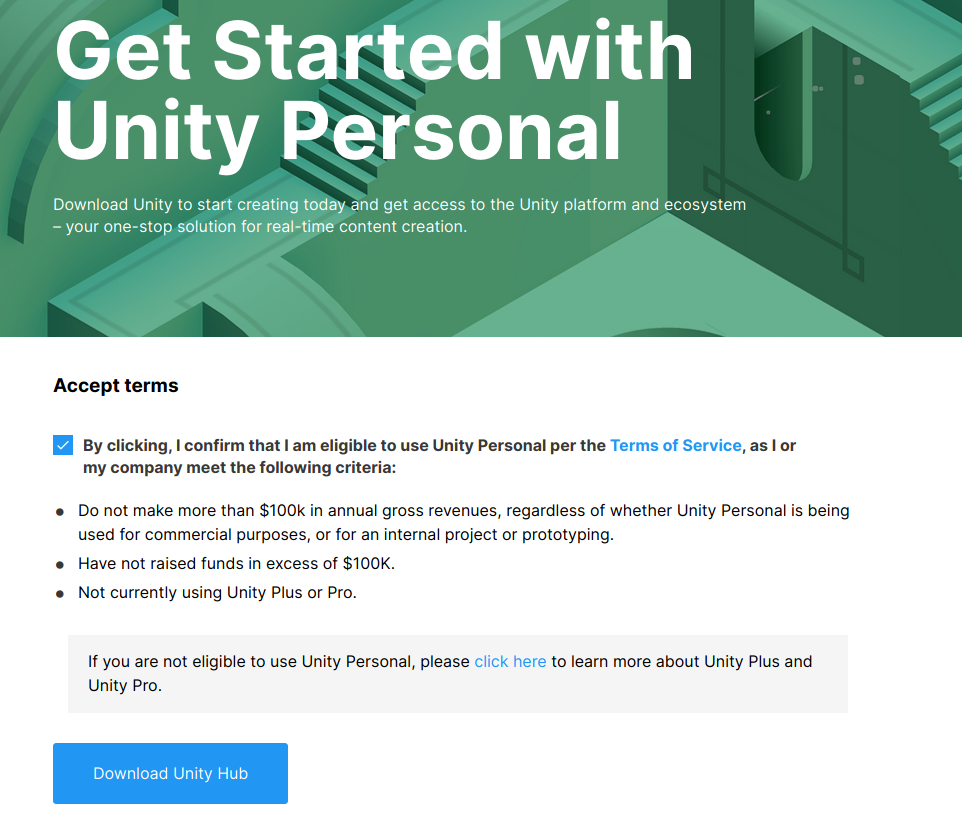 Get Started with
Unity Personal
Download Unity to start creating today and get access to the Unity platform and ecosystem
– your one-stop solution for real-time content creation.
Accept terms
By clicking, I confirm that I am eligible to use Unity Personal per the Terms of Service, as I or
my company meet the following criteria:
● Do not make more than $100k in annual gross revenues, regardless of whether Unity Personal is being
used for commercial purposes, or for an internal project or prototyping.
● Have not raised funds in excess of $100K.
● Not currently using Unity Plus or Pro.
If you are not eligible to use Unity Personal, please click here to learn more about Unity Plus and
Unity Pro.
Download Unity Hub